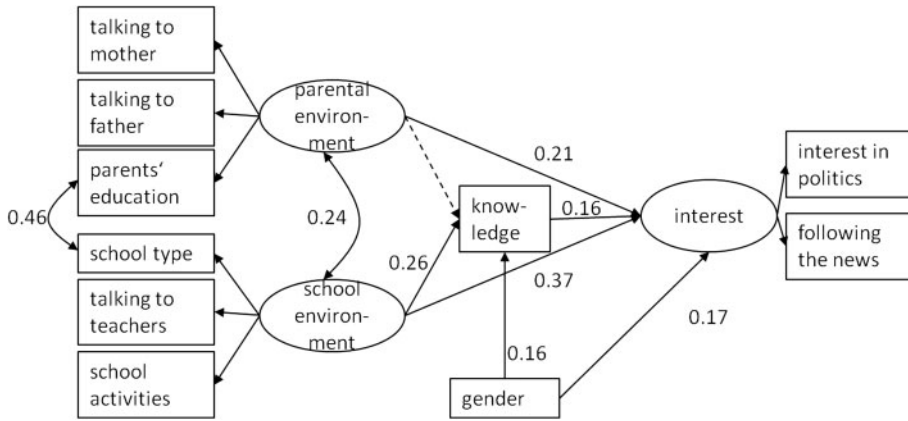 talking to
mother
talking to
father
parents‘
education
school type
talking to
teachers
school
activities
0.46
parental
environ-
ment
0.24
school
environ-
ment
0.21
know-
ledge
0.16
0.26
0.37
0.16
gender
0.17
interest
interest in
politics
following
the news